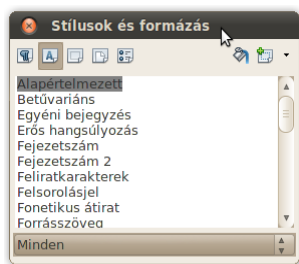 Stílusok és formázás
Alapértelmezett
Betűvariáns
Egyéni bejegyzés
Erős hangsúlyozás
Fejezetszám
Fejezetszám 2
Feliratkarakterek
Felsorolásjel
Fonetikus átirat
Forrásszöveg
Minden